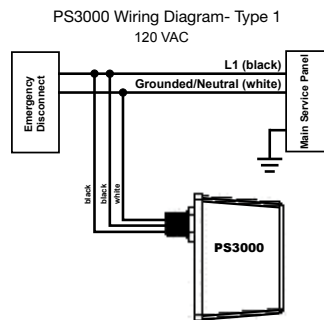 PS3000 Wiring Diagram- Type 1
120 VAC
L1 (black)
Grounded/Neutral (white)
Emergency
Disconnect
Main Service Panel
black
black
white
PS3000